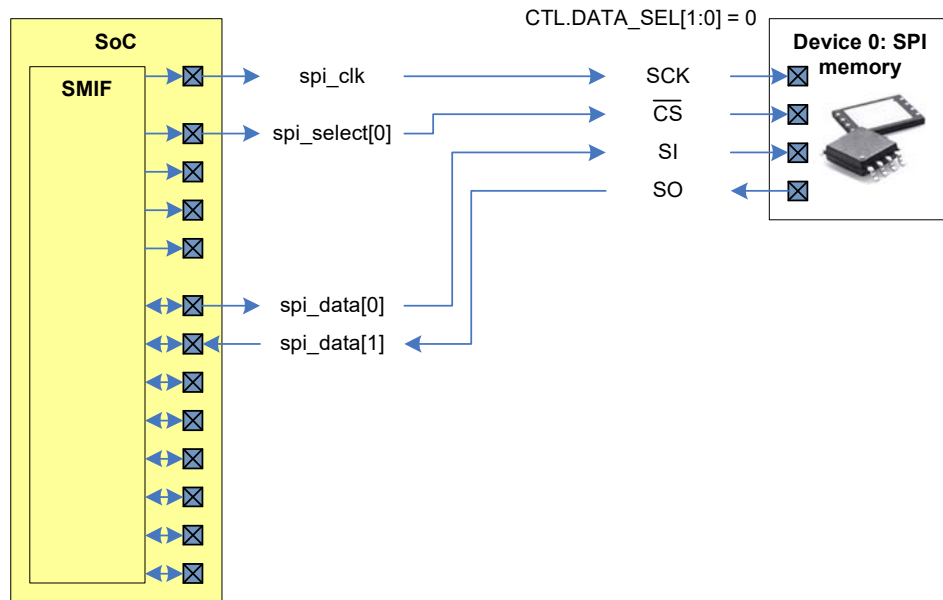 CTL.DATA_SEL[1:0] = 0
SoC
SMIF
Device 0: SPI
memory
spi_clk
SCK
spi_select[0]
CS
SI
SO
spi_data[0]
spi_data[1]